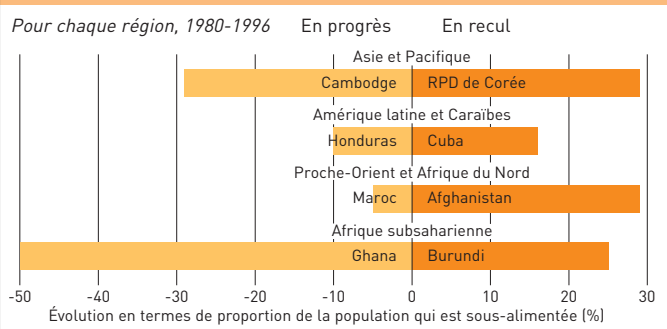 Pour chaque région, 1980-1996 En progrès En recul
Asie et Pacifique
Cambodge RPD de Corée
Amérique latine et Caraïbes
Honduras Cuba
Proche-Orient et Afrique du Nord
Maroc Afghanistan
Afrique subsaharienne
Ghana Burundi
-50 -40 -30 -20 -10 0 10 20 30
Évolution en termes de proportion de la population qui est sous-alimentée (%)